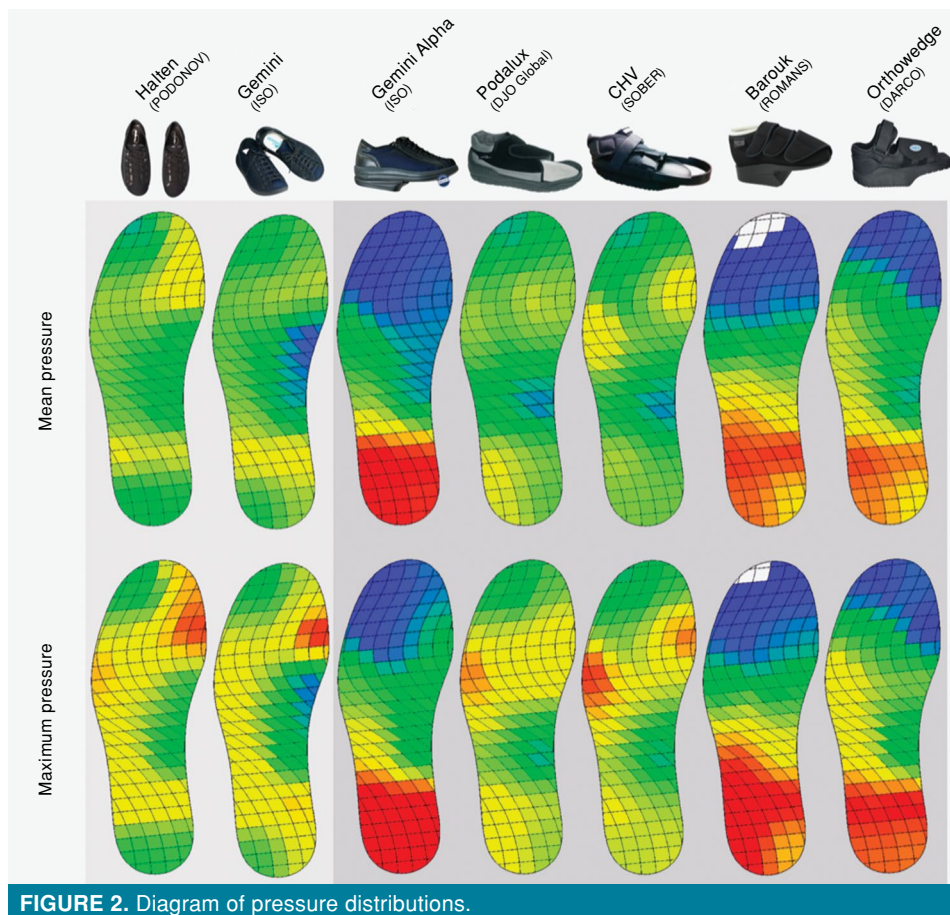 Halten
(PODONOV)
Gemini
(ISO)
Gemini Alpha
(ISO)
Podalux
(DJO Global)
CHV
(SOBER)
Barouk
(ROMANS)
Orthowedge
(DARCO)
Mean pressure
Maximum pressure
FIGURE 2. Diagram of pressure distributions.